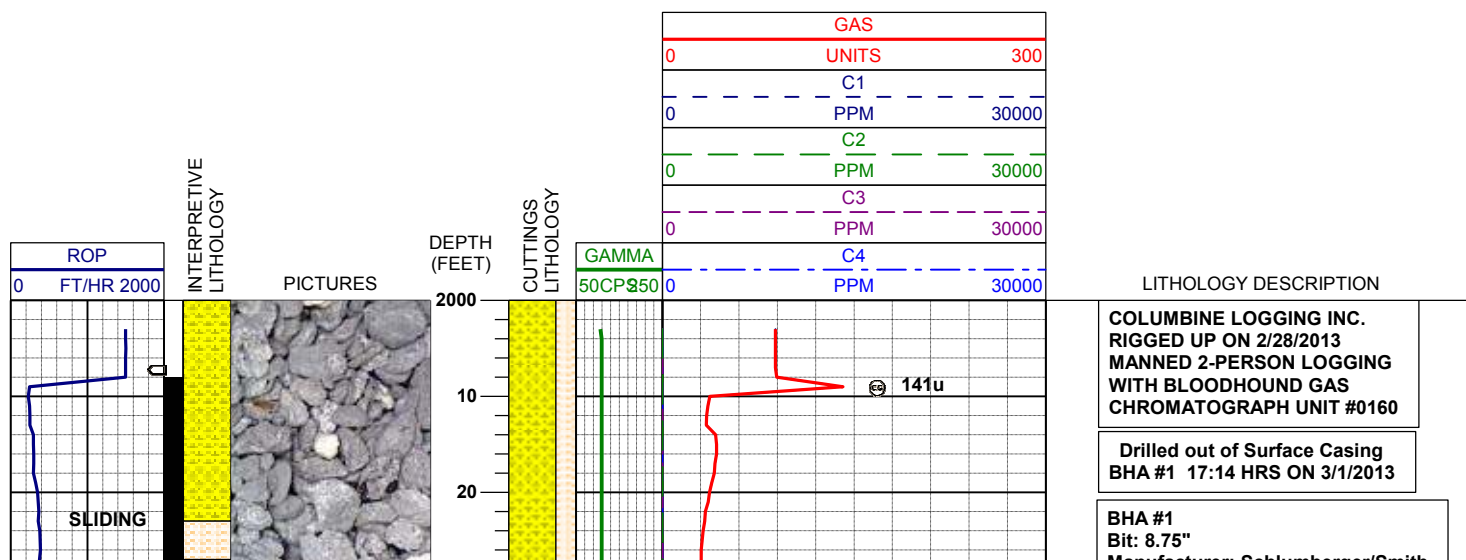 GAS
0 UNITS 300
C1
0 PPM 30000
C2
0 PPM 30000
C3
0 PPM 30000
C4
0 PPM 30000
ROP
0 FT/HR 2000
INTERPRETIVE
LITHOLOGY
PICTURES
DEPTH
(FEET)
CUTTINGS
LITHOLOGY
GAMMA
50 CPS 250
LITHOLOGY DESCRIPTION
2000
10
20
SLIDING
CG
141u
COLUMBINE LOGGING INC.
RIGGED UP ON 2/28/2013
MANNED 2-PERSON LOGGING
WITH BLOODHOUND GAS
CHROMATOGRAPH UNIT #0160
Drilled out of Surface Casing
BHA #1 17:14 HRS ON 3/1/2013
BHA #1
Bit: 8.75"
Manufacturer: Schlumberger/Smith